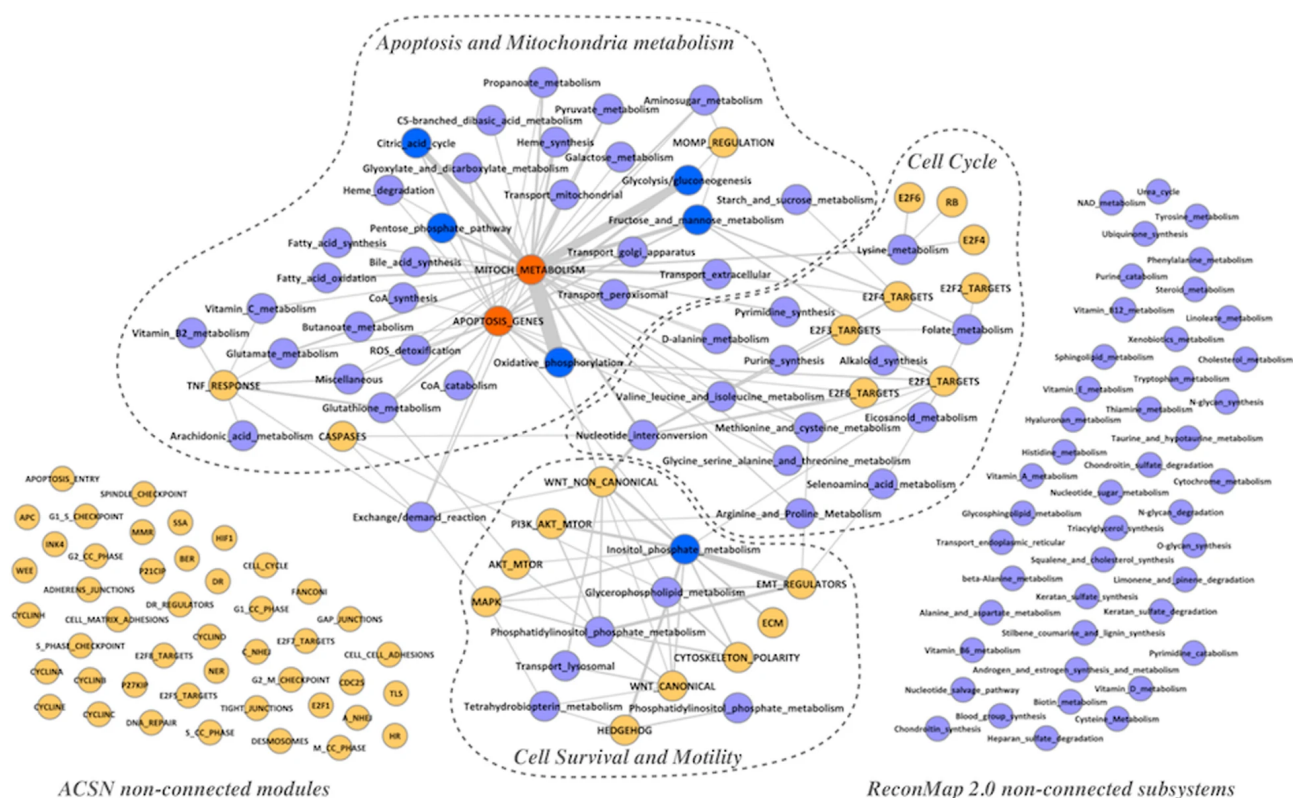 Apoptosis and Mitochondria metabolism
Propanoate_metabolism
Pyruvate_metabolism
Aminosugar_metabolism
C5-branched_dibasic_acid_metabolism
Citric_acid_cycle
Heme_synthesis
MOMP_REGULATION
Galactose_metabolism
Glyoxylate_and_dicarboxylate_metabolism
Glycolysis/gluconeogenesis
Heme_degradation
Transport_mitochondrial
Starch_and_sucrose_metabolism
Fructose_and_mannose_metabolism
Pentose_phosphate_pathway
Fatty_acid_synthesis
Transport_golgi_apparatus
Bile_acid_synthesis
MITOCH_METABOLISM
Transport_extracellular
Fatty_acid_oxidation
CoA_synthesis
Transport_peroxisomal
Vitamin_C_metabolism
APOPTOSIS_GENES
Vitamin_B2_metabolism
Butanoate_metabolism
Glutamate_metabolism
ROS_detoxification
Oxidative_phosphorylation
TNF_RESPONSE
Miscellaneous
CoA_catabolism
Glutathione_metabolism
Arachidonic_acid_metabolism
CASPASES
Exchange/demand_reaction
Cell Cycle
E2F6
RB
E2F4
Lysine_metabolism
E2F4_TARGETS
E2F2_TARGETS
Pyrimidine_synthesis
E2F3_TARGETS
Folate_metabolism
D-alanine_metabolism
Purine_synthesis
Alkaloid_synthesis
E2F1_TARGETS
Valine_leucine_and_isoleucine_metabolism
E2F6_TARGETS
Eicosanoid_metabolism
Methionine_and_cysteine_metabolism
Nucleotide_interconversion
Glycine_serine_alanine_and_threonine_metabolism
Selenoamino_acid_metabolism
Arginine_and_Proline_Metabolism
WNT_NON_CANONICAL
PI3K_AKT_MTOR
Inositol_phosphate_metabolism
AKT_MTOR
EMT_REGULATORS
Glycerophospholipid_metabolism
MAPK
ECM
Phosphatidylinositol_phosphate_metabolism
CYTOSKELETON_POLARITY
Transport_lysosomal
WNT_CANONICAL
Tetrahydrobiopterin_metabolism
Phosphatidylinositol_phosphate_metabolism
HEDGEHOG
Cell Survival and Motility
APOPTOSIS_ENTRY
SPINDLE_CHECKPOINT
APC
G1_S_CHECKPOINT
SSA
MMR
HIF1
INK4
G2_CC_PHASE
BER
WEE
P21CIP
CELL_CYCLE
DR
ADHERENS_JUNCTIONS
FANCONI
DR_REGULATORS
G1_CC_PHASE
CYCLINH
CELL_MATRIX_ADHESIONS
GAP_JUNCTIONS
CYCLIND
S_PHASE_CHECKPOINT
E2F7_TARGETS
E2F8_TARGETS
C_NHEJ
CELL_CELL_ADHESIONS
CYCLINA
CYCLINB
P27KIP
NER
G2_M_CHECKPOINT
CDC25
TLS
E2F5_TARGETS
CYCLINE
CYCLINC
TIGHT_JUNCTIONS
E2F1
A_NHEJ
DNA_REPAIR
S_CC_PHASE
DESMOSOMES
M_CC_PHASE
HR
ACSN non-connected modules
Urea_cycle
NAD_metabolism
Tyrosine_metabolism
Ubiquinone_synthesis
Phenylalanine_metabolism
Purine_catabolism
Steroid_metabolism
Vitamin_B12_metabolism
Linoleate_metabolism
Xenobiotics_metabolism
Sphingolipid_metabolism
Cholesterol_metabolism
Tryptophan_metabolism
Vitamin_E_metabolism
N-glycan_synthesis
Thiamine_metabolism
Hyaluronan_metabolism
Taurine_and_hypotaurine_metabolism
Histidine_metabolism
Chondroitin_sulfate_degradation
Vitamin_A_metabolism
Cytochrome_metabolism
Nucleotide_sugar_metabolism
Glycosphingolipid_metabolism
N-glycan_degradation
Triacylglycerol_synthesis
Transport_endoplasmic_reticular
O-glycan_synthesis
Squalene_and_cholesterol_synthesis
beta-Alanine_metabolism
Limonene_and_pinene_degradation
Keratan_sulfate_synthesis
Alanine_and_aspartate_metabolism
Keratan_sulfate_degradation
Stilbene_coumarine_and_lignin_synthesis
Vitamin_B6_metabolism
Pyrimidine_catabolism
Androgen_and_estrogen_synthesis_and_metabolism
Nucleotide_salvage_pathway
Vitamin_D_metabolism
Biotin_metabolism
Blood_group_synthesis
Cysteine_Metabolism
Chondroitin_synthesis
Heparan_sulfate_degradation
ReconMap 2.0 non-connected subsystems